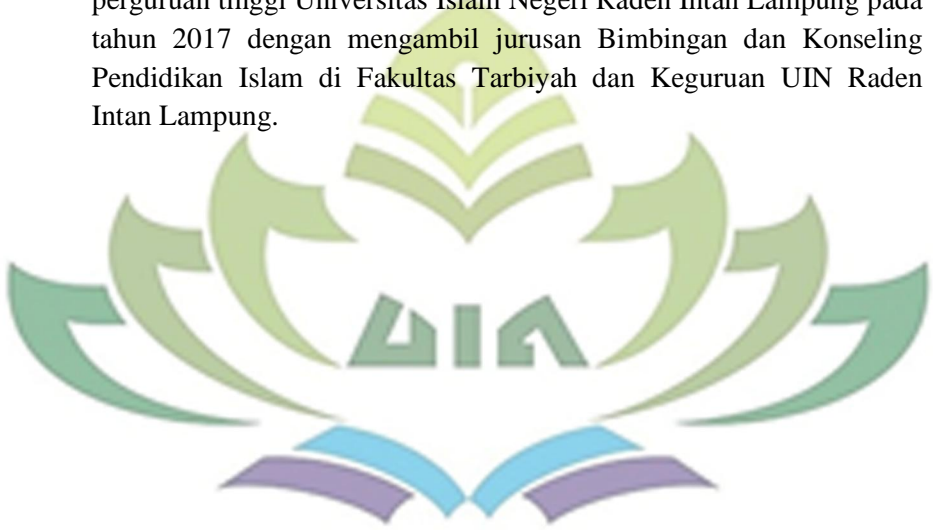 perguruan tinggi Universitas Islam Negeri Raden Intan Lampung pada
tahun 2017 dengan mengambil jurusan Bimbingan dan Konseling
Pendidikan Islam di Fakultas Tarbiyah dan Keguruan UIN Raden
Intan Lampung.
UIN